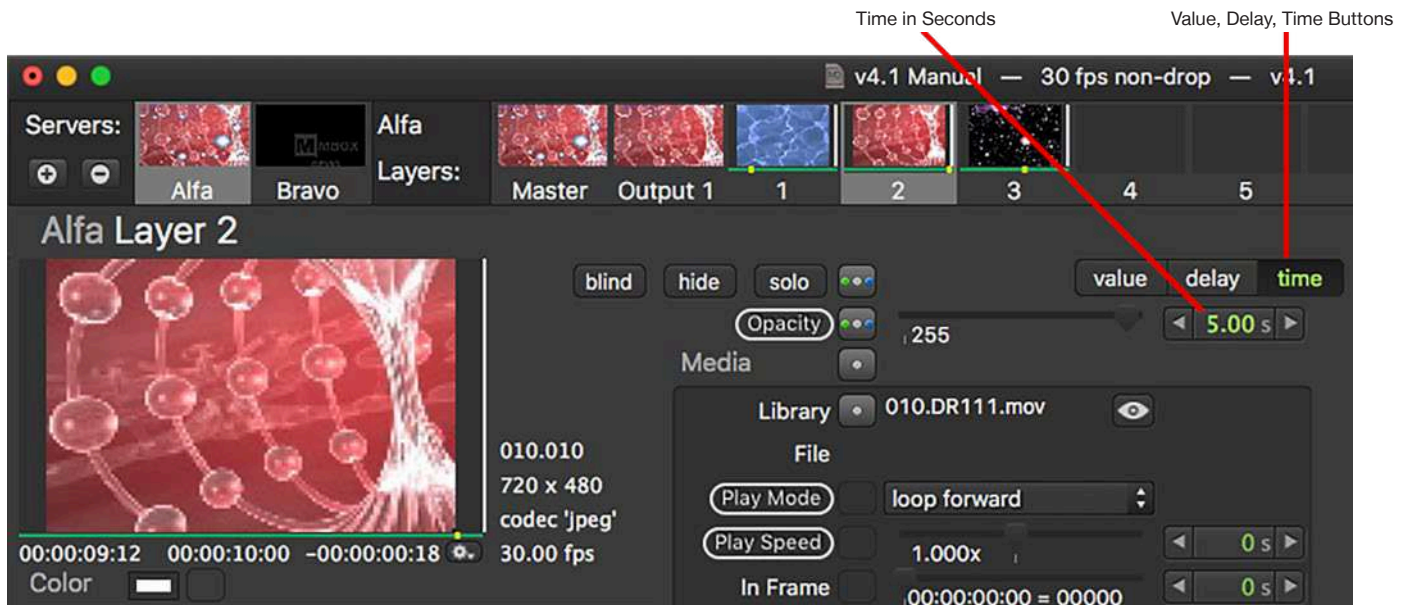 Time in Seconds
Value, Delay, Time Buttons
v4.1 Manual — 30 fps non-drop — v4.1
Servers:
Alfa
Bravo
Alfa
Layers:
Master
Output 1
1
2
3
4
5
Alfa Layer 2
blind
hide
solo
value
delay
time
Opacity
255
5.00 s
Media
Library
010.DR111.mov
010.010
File
720 x 480
Play Mode
loop forward
codec 'jpeg'
00:00:09:12
00:00:10:00
-00:00:00:18
30.00 fps
Play Speed
1.000x
0 s
Color
In Frame
00:00:00:00 = 00000
0 s